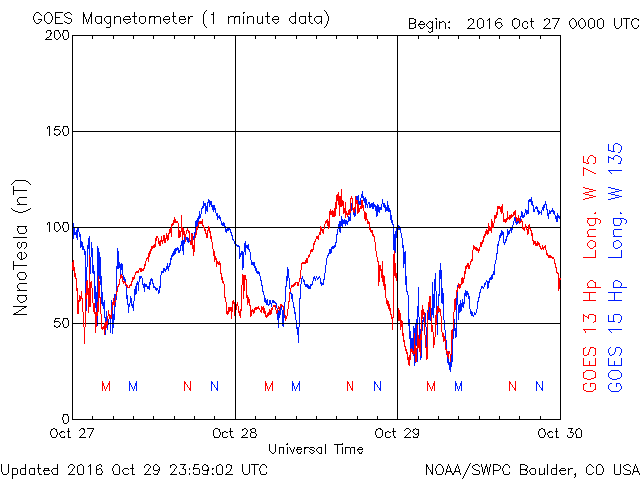 GOES Magnetometer (1 minute data)
Begin: 2016 Oct 27 0000 UTC
200
150
100
50
0
NanoTesla (nT)
M M N N M M N N M M N N
Oct 27 Oct 28 Oct 29 Oct 30
Universal Time
GOES 13 Hp Long. W 75
GOES 15 Hp Long. W 135
Updated 2016 Oct 29 23:59:02 UTC
NOAA/SWPC Boulder, CO USA